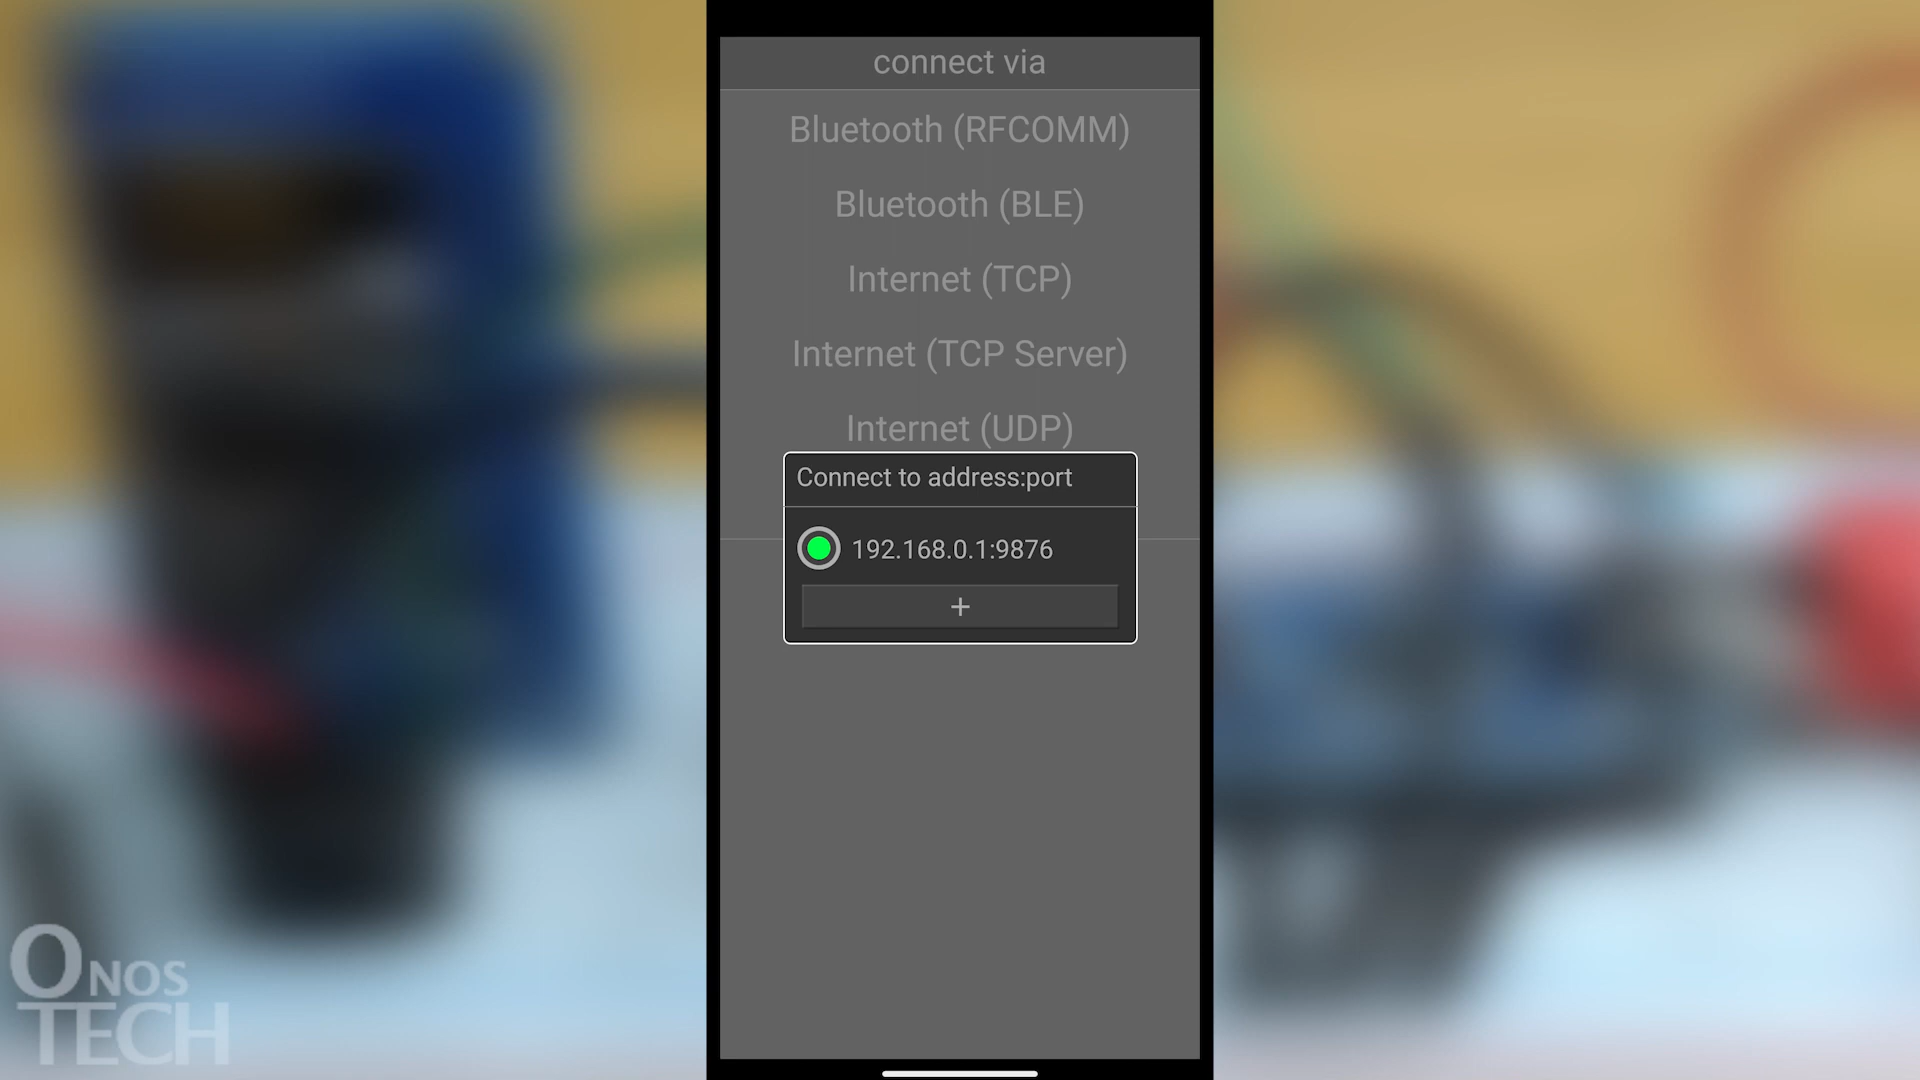 connect via
Bluetooth (RFCOMM)
Bluetooth (BLE)
Internet (TCP)
Internet (TCP Server)
Internet (UDP)
Connect to address:port
192.168.0.1:9876
+
ONOS
TECH